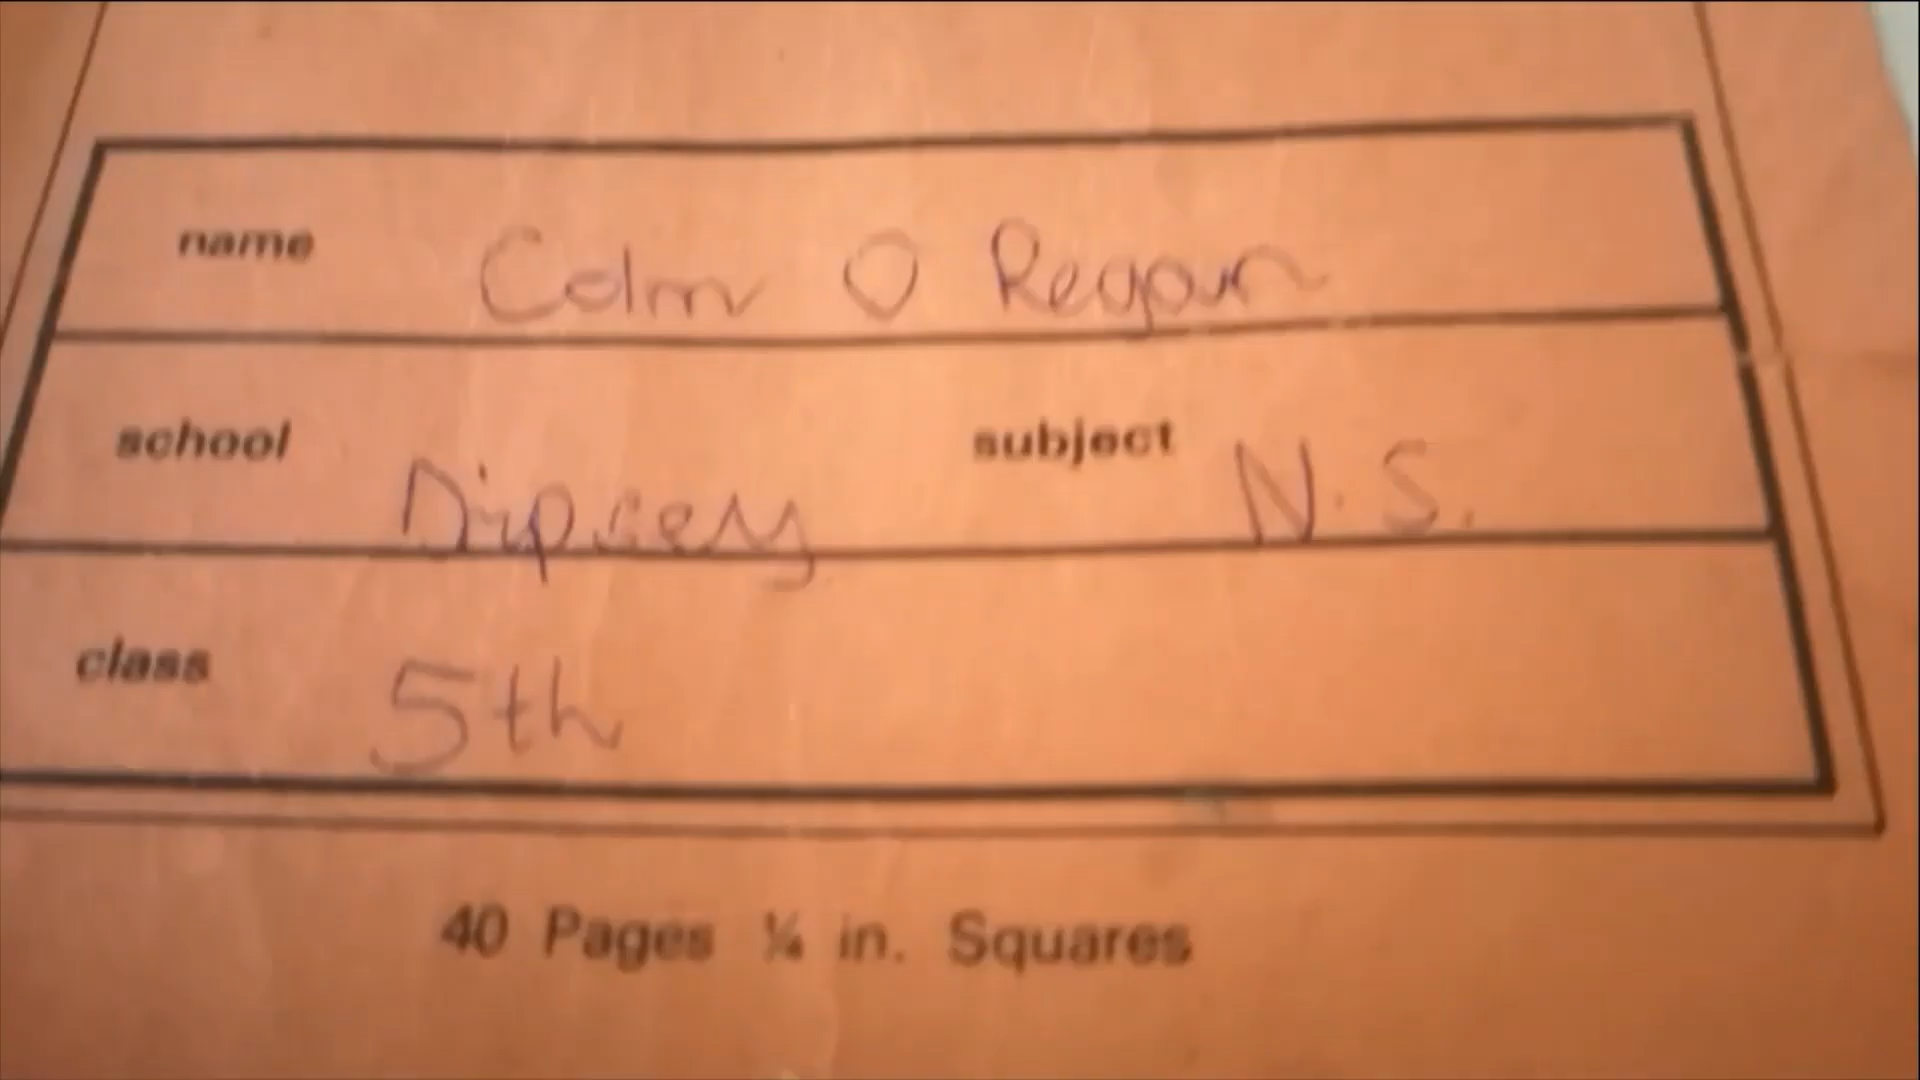 name Colm O Regan
school Dripsey subject N.S.
class 5th
40 Pages ¼ in. Squares